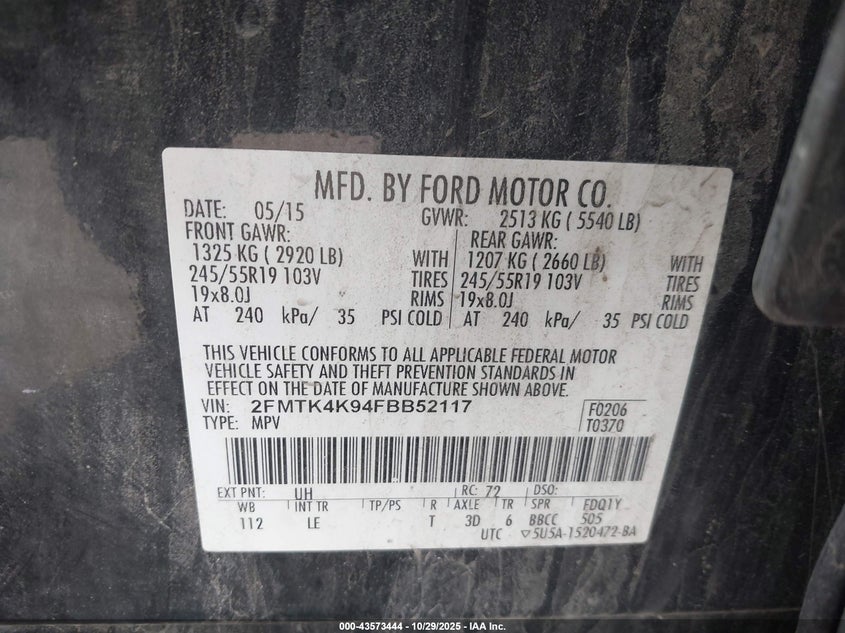 MFD. BY FORD MOTOR CO.
DATE: 05/15 GVWR: 2513 KG ( 5540 LB)
FRONT GAWR: REAR GAWR:
1325 KG ( 2920 LB) WITH 1207 KG ( 2660 LB) WITH
245/55R19 103V TIRES 245/55R19 103V TIRES
19x8.0J RIMS 19x8.0J RIMS
AT 240 kPa/ 35 PSI COLD AT 240 kPa/ 35 PSI COLD
THIS VEHICLE CONFORMS TO ALL APPLICABLE FEDERAL MOTOR
VEHICLE SAFETY AND THEFT PREVENTION STANDARDS IN
EFFECT ON THE DATE OF MANUFACTURE SHOWN ABOVE.
VIN: 2FMTK4K94FBB52117 F0206
TYPE: MPV T0370
EXT PNT: UH RC: 72 DSO:
WB INT TR TP/PS R AXLE TR SPR FDQ1Y
112 LE T 3D 6 BBCC 505
UTC ▽5U5A-1520472-BA
000-43573444 | 10/29/2025 | IAA Inc.